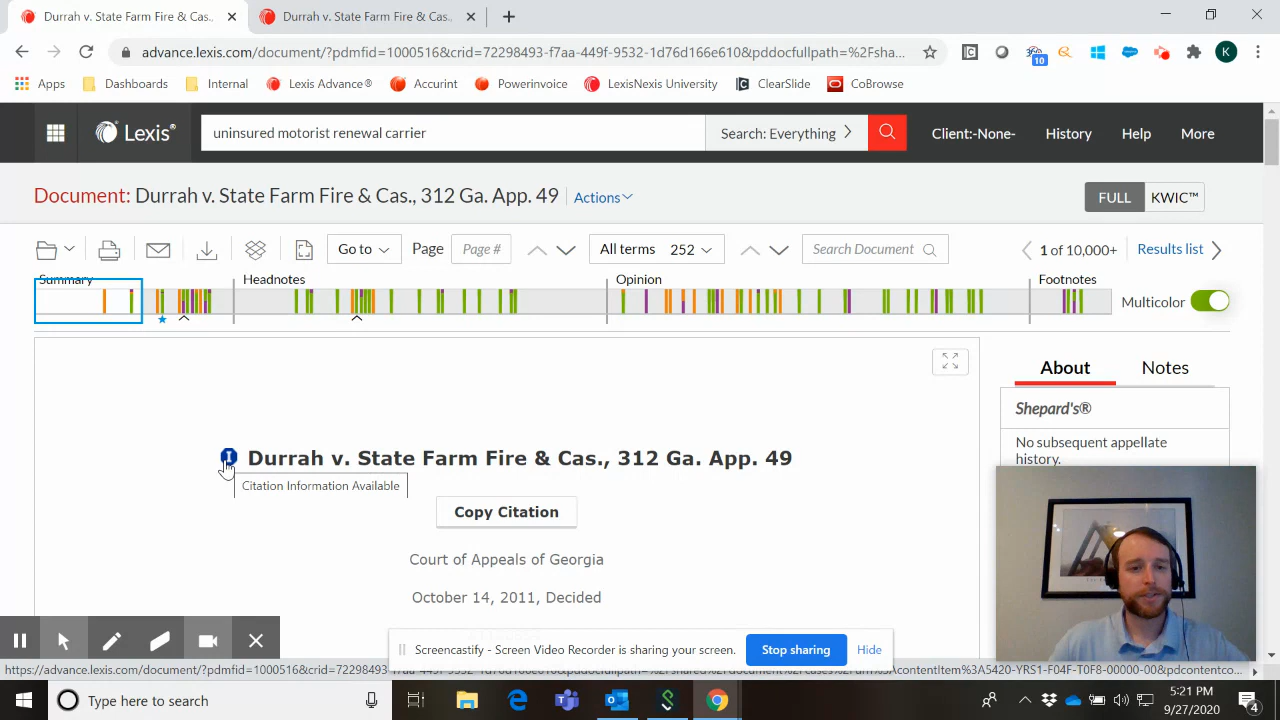 Durrah v. State Farm Fire & Cas..
Durrah v. State Farm Fire & Cas..
advance.lexis.com/document/?pdmfid=1000516&crid=72298493-f7aa-449f-9532-1d76d166e610&pddocfullpath=%2Fsha...
10
K
Apps
Dashboards
Internal
Lexis Advance®
Accurint
Powerinvoice
LexisNexis University
ClearSlide
CoBrowse
Lexis®
uninsured motorist renewal carrier
Search: Everything
Client:-None-
History
Help
More
Document: Durrah v. State Farm Fire & Cas., 312 Ga. App. 49
Actions
FULL
KWIC™
Go to
Page
Page #
All terms 252
Search Document
1 of 10,000+
Results list
Summary
Headnotes
Opinion
Footnotes
Multicolor
About
Notes
Shepard's®
No subsequent appellate
history.
I
Durrah v. State Farm Fire & Cas., 312 Ga. App. 49
Citation Information Available
Copy Citation
Court of Appeals of Georgia
October 14, 2011, Decided
Screencastify - Screen Video Recorder is sharing your screen.
Stop sharing
Hide
Type here to search
5:21 PM
9/27/2020
4